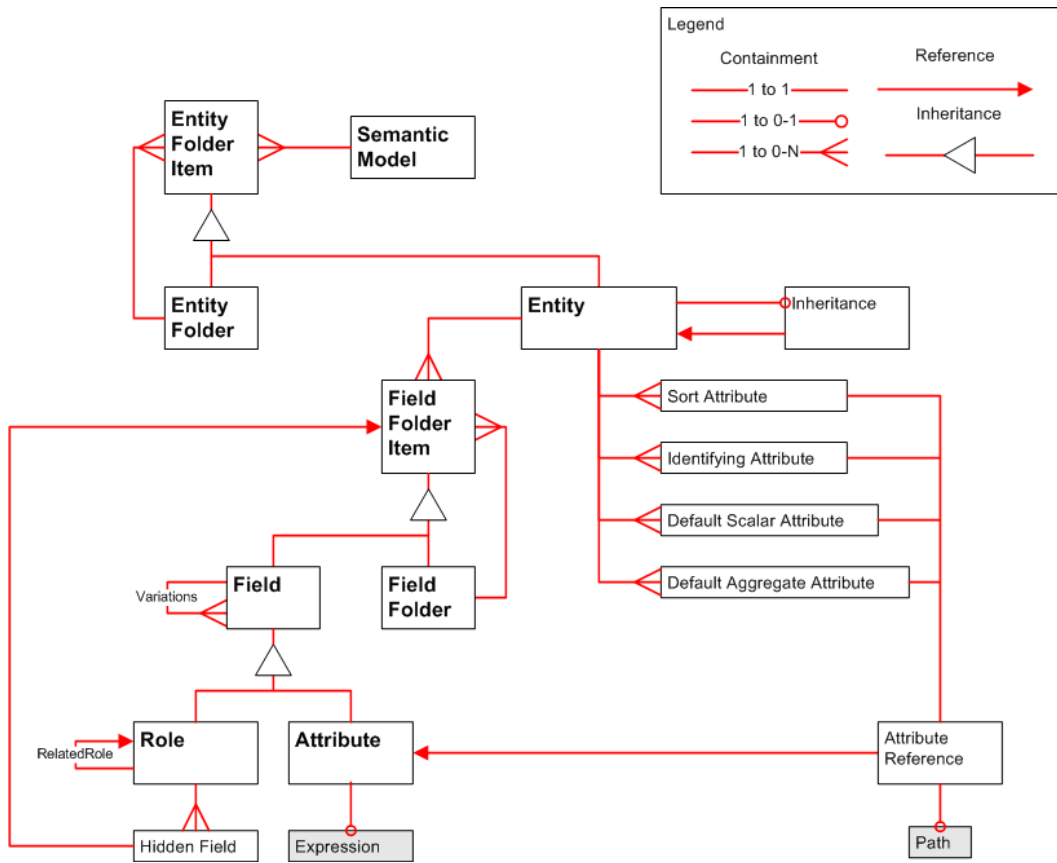 Legend
Containment
Reference
1 to 1
1 to 0-1
Inheritance
1 to 0-N
Entity
Folder
Item
Semantic
Model
Entity
Folder
Entity
Inheritance
Field
Folder
Item
Sort Attribute
Identifying Attribute
Default Scalar Attribute
Default Aggregate Attribute
Field
Variations
Field
Folder
Role
RelatedRole
Attribute
Attribute
Reference
Hidden Field
Expression
Path